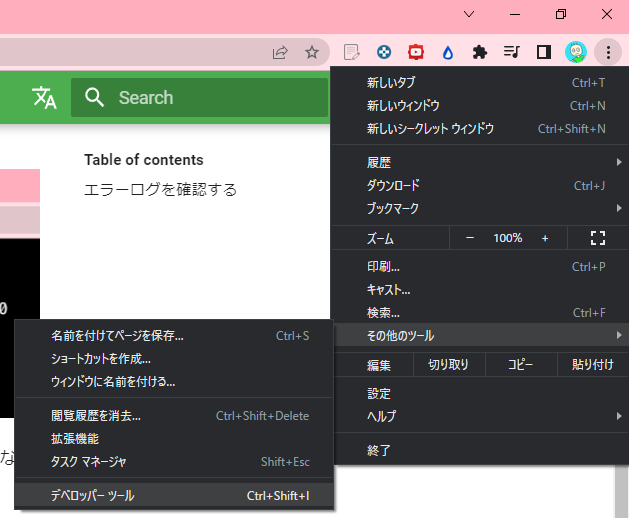 Search
新しいタブ Ctrl+T
新しいウィンドウ Ctrl+N
新しいシークレット ウィンドウ Ctrl+Shift+N
履歴
ダウンロード Ctrl+J
ブックマーク
ズーム − 100% +
印刷... Ctrl+P
キャスト...
検索... Ctrl+F
その他のツール
編集 切り取り コピー 貼り付け
設定
ヘルプ
終了
Table of contents
エラーログを確認する
0
な
名前を付けてページを保存... Ctrl+S
ショートカットを作成...
ウィンドウに名前を付ける...
閲覧履歴を消去... Ctrl+Shift+Delete
拡張機能
タスク マネージャ Shift+Esc
デベロッパー ツール Ctrl+Shift+I